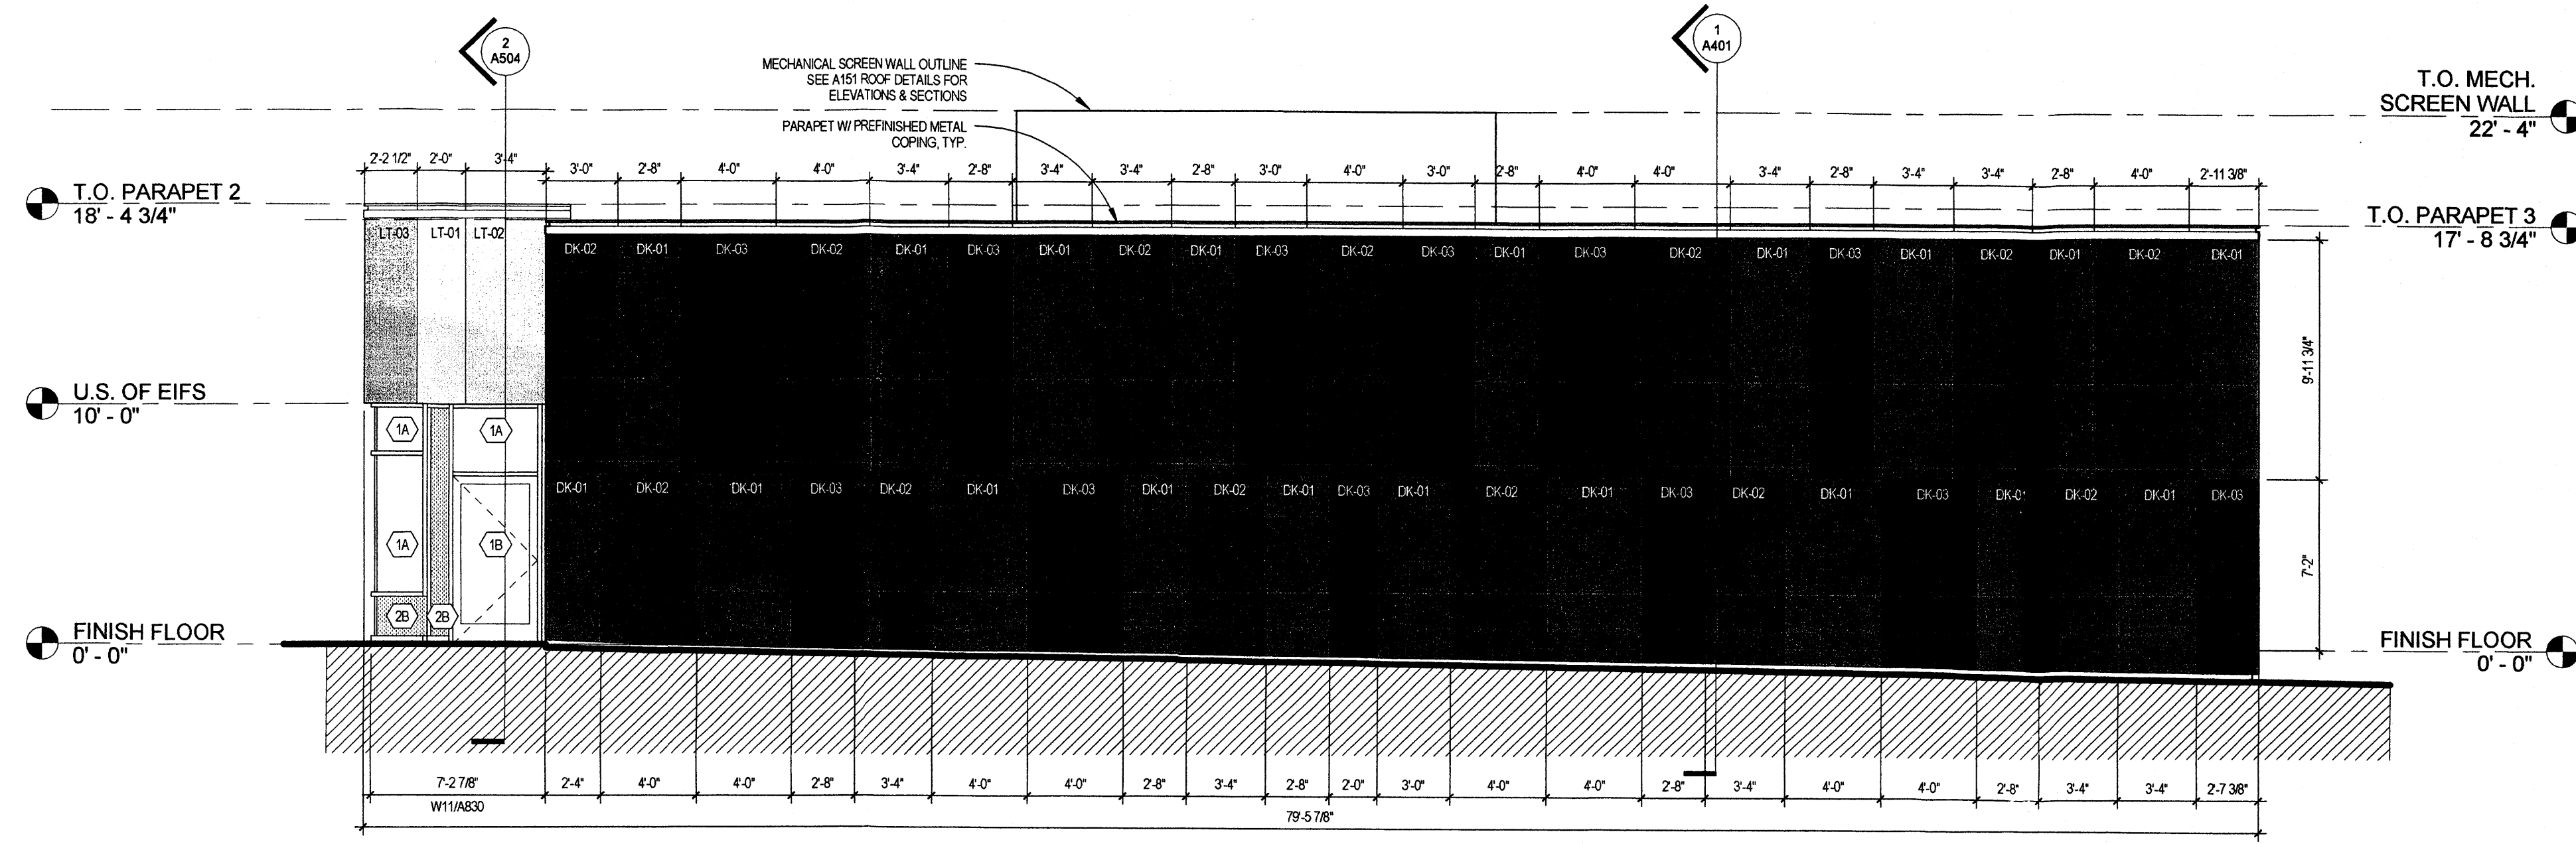 2
A504
1
A401
MECHANICAL SCREEN WALL OUTLINE
SEE A151 ROOF DETAILS FOR
ELEVATIONS & SECTIONS
PARAPET W/ PREFINISHED METAL
COPING, TYP.
T.O. MECH.
SCREEN WALL
22' - 4"
2'-2 1/2" 2'-0" 3'-4" 3'-0" 2'-8" 4'-0" 4'-0" 3'-4" 2'-8" 3'-4" 3'-4" 2'-8" 3'-0" 4'-0" 3'-0" 2'-8" 4'-0" 4'-0" 3'-4" 2'-8" 3'-4" 3'-4" 2'-8" 4'-0" 2'-11 3/8"
T.O. PARAPET 2
18' - 4 3/4"
T.O. PARAPET 3
17' - 8 3/4"
LT-03 LT-01 LT-02
DK-02 DK-01 DK-03 DK-02 DK-01 DK-03 DK-01 DK-02 DK-01 DK-03 DK-02 DK-03 DK-01 DK-03 DK-02 DK-01 DK-03 DK-01 DK-02 DK-01 DK-02 DK-01
9'-11 3/4"
U.S. OF EIFS
10' - 0"
1A 1A
DK-01 DK-02 DK-01 DK-03 DK-02 DK-01 DK-03 DK-01 DK-02 DK-01 DK-03 DK-01 DK-02 DK-01 DK-03 DK-02 DK-01 DK-03 DK-01 DK-02 DK-01 DK-03
1A 1B
7'-2"
2B 2B
FINISH FLOOR
0' - 0"
FINISH FLOOR
0' - 0"
7'-2 7/8" 2'-4" 4'-0" 4'-0" 2'-8" 3'-4" 4'-0" 4'-0" 2'-8" 3'-4" 2'-8" 2'-0" 3'-0" 4'-0" 4'-0" 2'-8" 3'-4" 4'-0" 4'-0" 2'-8" 3'-4" 3'-4" 2'-7 3/8"
W11/A830
79'-5 7/8"